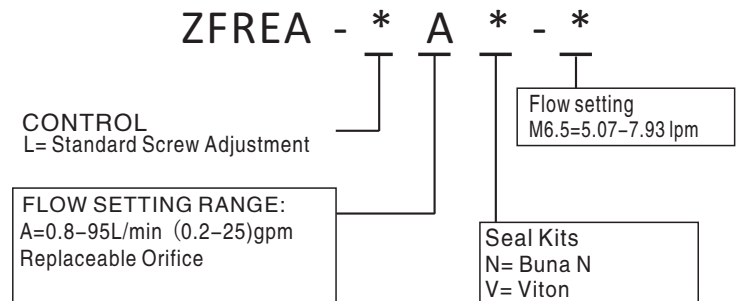 ZFREA - * A * - *
CONTROL
L= Standard Screw Adjustment
Flow setting
M6.5=5.07–7.93 lpm
FLOW SETTING RANGE:
A=0.8–95L/min（0.2–25)gpm
Replaceable Orifice
Seal Kits
N= Buna N
V= Viton